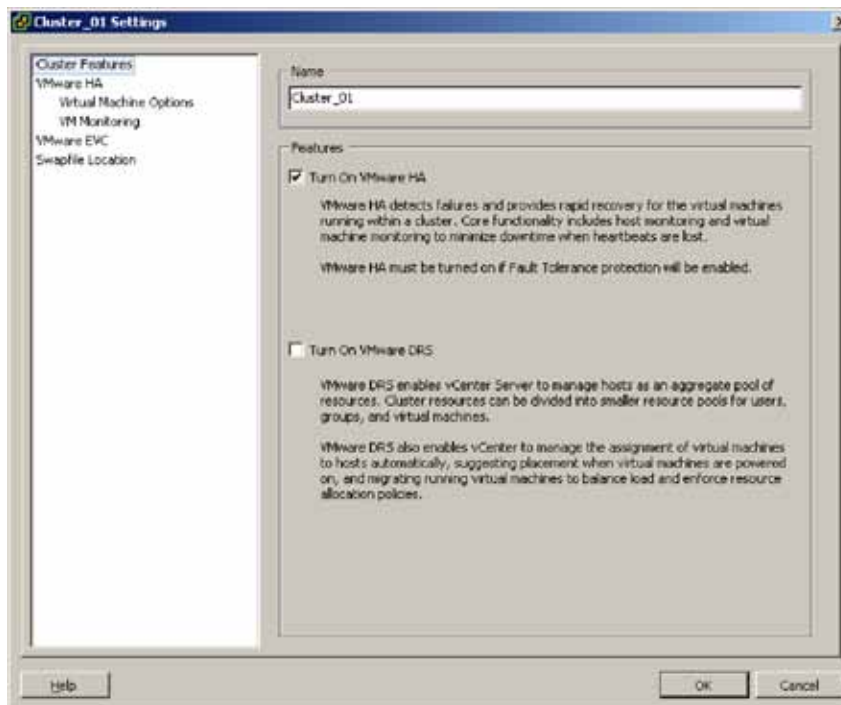 Cluster_01 Settings
Cluster Features
VMware HA
Virtual Machine Options
VM Monitoring
VMware EVC
Swapfile Location
Name
Cluster_01
Features
Turn On VMware HA
VMware HA detects failures and provides rapid recovery for the virtual machines
running within a cluster. Core functionality includes host monitoring and virtual
machine monitoring to minimize downtime when heartbeats are lost.
VMware HA must be turned on if Fault Tolerance protection will be enabled.
Turn On VMware DRS
VMware DRS enables vCenter Server to manage hosts as an aggregate pool of
resources. Cluster resources can be divided into smaller resource pools for users,
groups, and virtual machines.
VMware DRS also enables vCenter to manage the assignment of virtual machines
to hosts automatically, suggesting placement when virtual machines are powered
on, and migrating running virtual machines to balance load and enforce resource
allocation policies.
Help
OK
Cancel